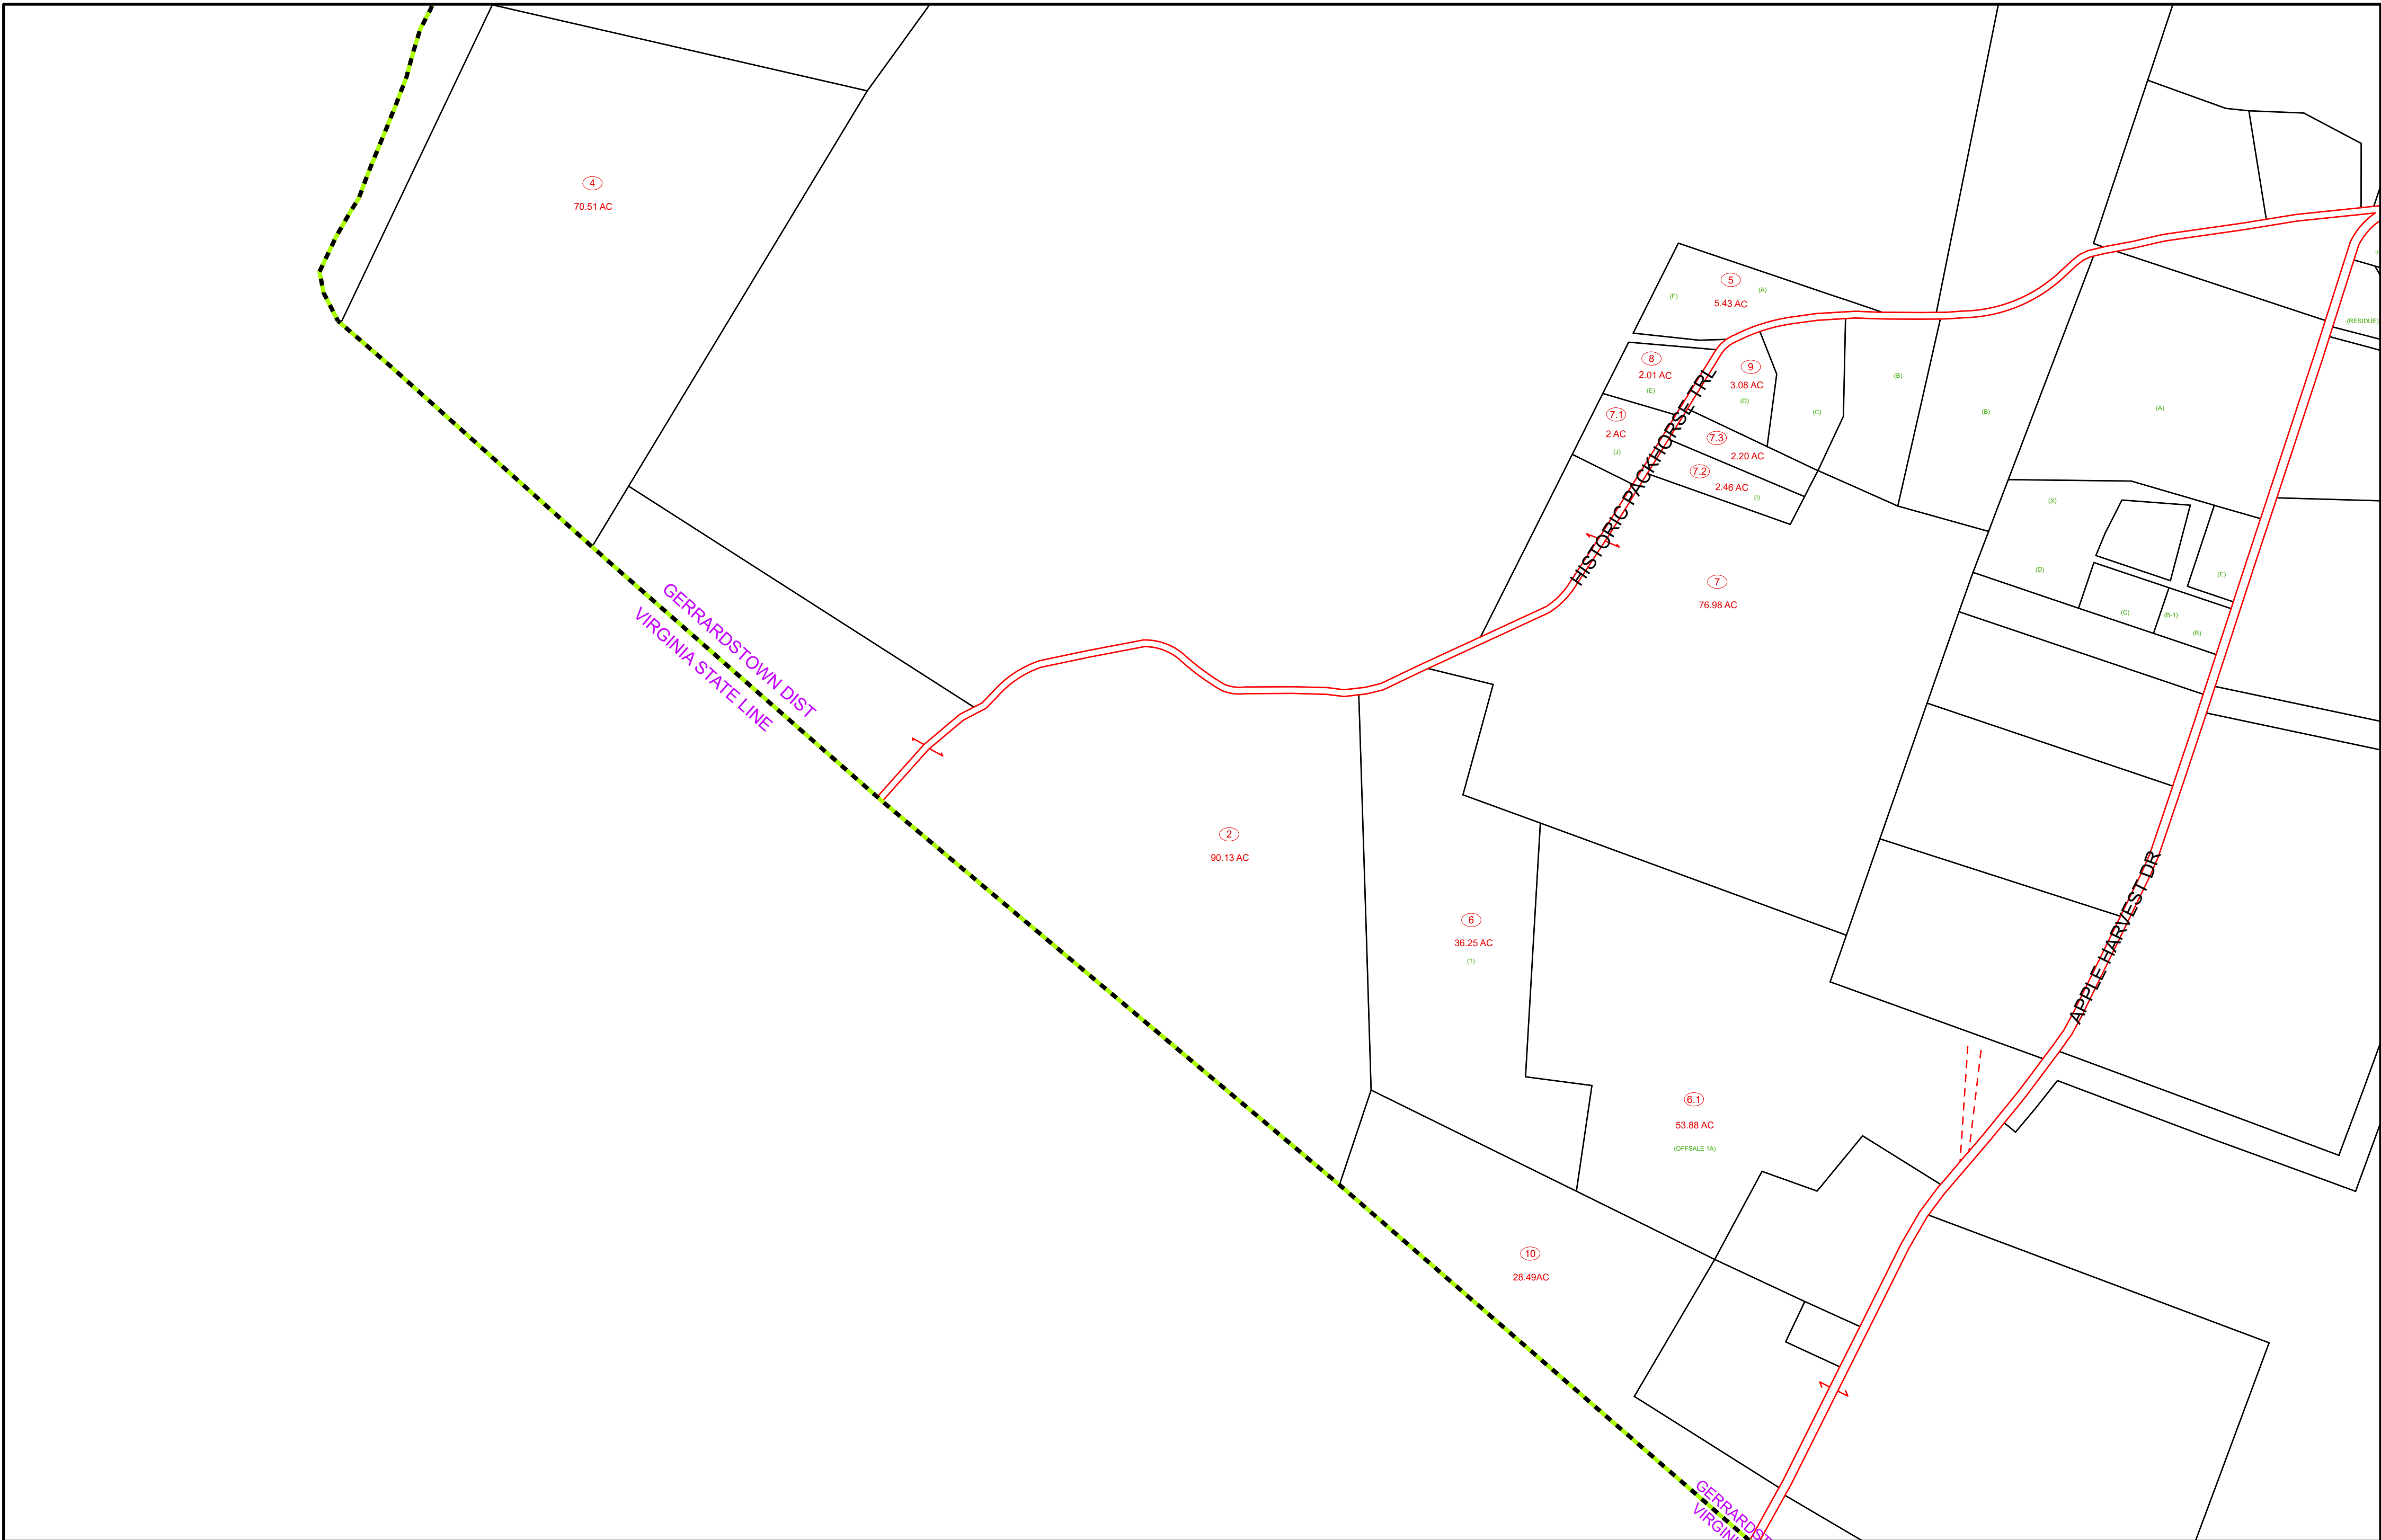 4
70.51 AC
5
(A)
(F)
5.43 AC
(RESIDUE)
8
2.01 AC
(E)
9
3.08 AC
(D)
(B)
(C)
(B)
(A)
7.1
2 AC
(J)
7.3
2.20 AC
7.2
2.46 AC
(I)
HISTORIC PACKHORSE TRL
(X)
(D)
(E)
(C)
(B-1)
(B)
7
76.98 AC
GERRARDSTOWN DIST
VIRGINIA STATE LINE
2
90.13 AC
6
36.25 AC
(1)
APPLE HARVEST DR
6.1
53.88 AC
(OFFSALE 1A)
10
28.49AC
GERRARDST
VIRGINI